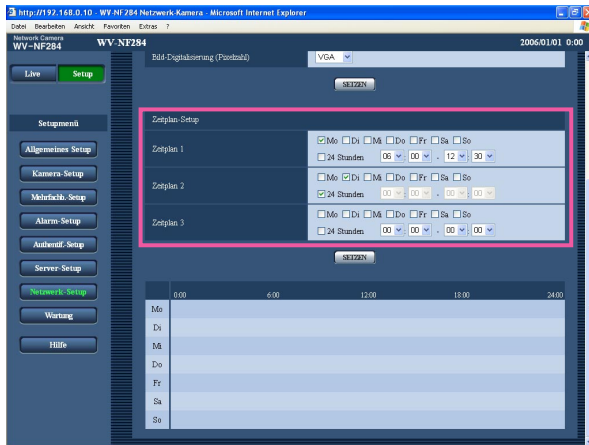 http://192.168.0.10 - WV-NF284 Netzwerk-Kamera - Microsoft Internet Explorer
Datei Bearbeiten Ansicht Favoriten Extras ?
Network Camera
WV-NF284
WV-NF284
2006/01/01 0:00
Live Setup
Bild-Digitalisierung (Pixelzahl) VGA
SETZEN
Setupmenü
Allgemeines Setup
Kamera-Setup
Mehrfachb.-Setup
Alarm-Setup
Authentif.-Setup
Server-Setup
Netzwerk-Setup
Wartung
Hilfe
Zeitplan-Setup
Zeitplan 1
Mo Di Mi Do Fr Sa So
24 Stunden 06 : 00 - 12 : 30
Zeitplan 2
Mo Di Mi Do Fr Sa So
24 Stunden 00 : 00 - 00 : 00
Zeitplan 3
Mo Di Mi Do Fr Sa So
24 Stunden 00 : 00 - 00 : 00
SETZEN
0:00 6:00 12:00 18:00 24:00
Mo
Di
Mi
Do
Fr
Sa
So